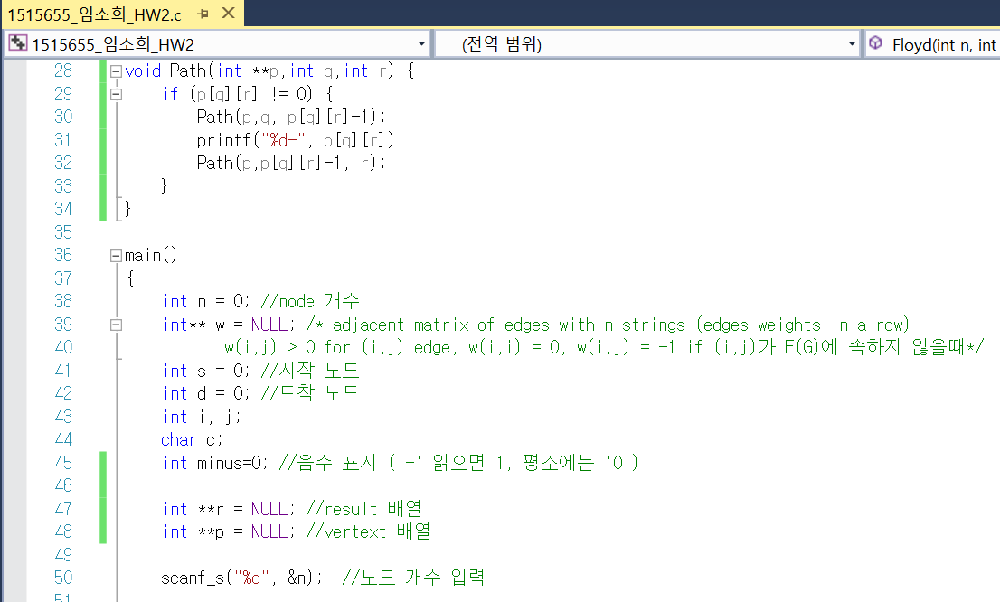 1515655_임소희_HW2.c
1515655_임소희_HW2 (전역 범위) Floyd(int n, int
28 void Path(int **p,int q,int r) {
29 if (p[q][r] != 0) {
30 Path(p,q, p[q][r]-1);
31 printf("%d-", p[q][r]);
32 Path(p,p[q][r]-1, r);
33 }
34 }
35
36 main()
37 {
38 int n = 0; //node 개수
39 int** w = NULL; /* adjacent matrix of edges with n strings (edges weights in a row)
40 w(i,j) > 0 for (i,j) edge, w(i,i) = 0, w(i,j) = -1 if (i,j)가 E(G)에 속하지 않을때*/
41 int s = 0; //시작 노드
42 int d = 0; //도착 노드
43 int i, j;
44 char c;
45 int minus=0; //음수 표시 ('-' 읽으면 1, 평소에는 '0')
46
47 int **r = NULL; //result 배열
48 int **p = NULL; //vertext 배열
49
50 scanf_s("%d", &n); //노드 개수 입력
51